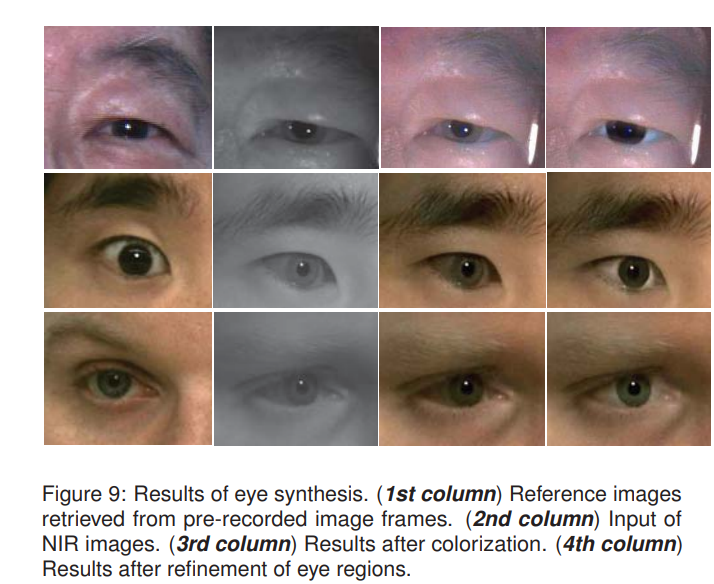 Figure 9: Results of eye synthesis. (1st column) Reference images
retrieved from pre-recorded image frames. (2nd column) Input of
NIR images. (3rd column) Results after colorization. (4th column)
Results after refinement of eye regions.